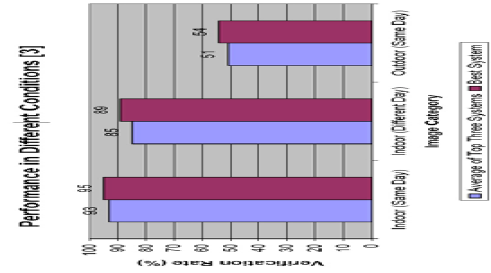 Performance in Different Conditions [3]
Verification Rate (%)
100
90
80
70
60
50
40
30
20
10
0
93
95
85
89
51
54
Indoor (Same Day)
Indoor (Different Day)
Outdoor (Same Day)
Image Category
Average of Top Three Systems
Best System